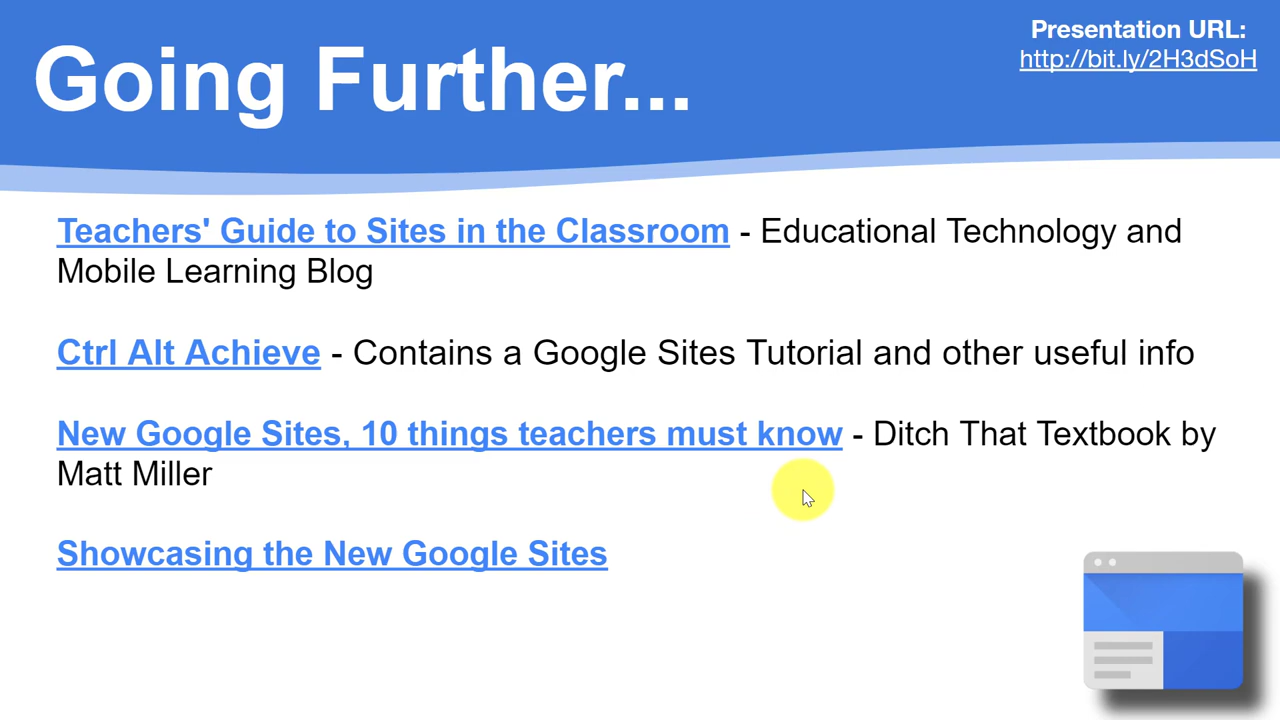 Going Further...
Presentation URL:
http://bit.ly/2H3dSoH
Teachers' Guide to Sites in the Classroom - Educational Technology and
Mobile Learning Blog
Ctrl Alt Achieve - Contains a Google Sites Tutorial and other useful info
New Google Sites, 10 things teachers must know - Ditch That Textbook by
Matt Miller
Showcasing the New Google Sites